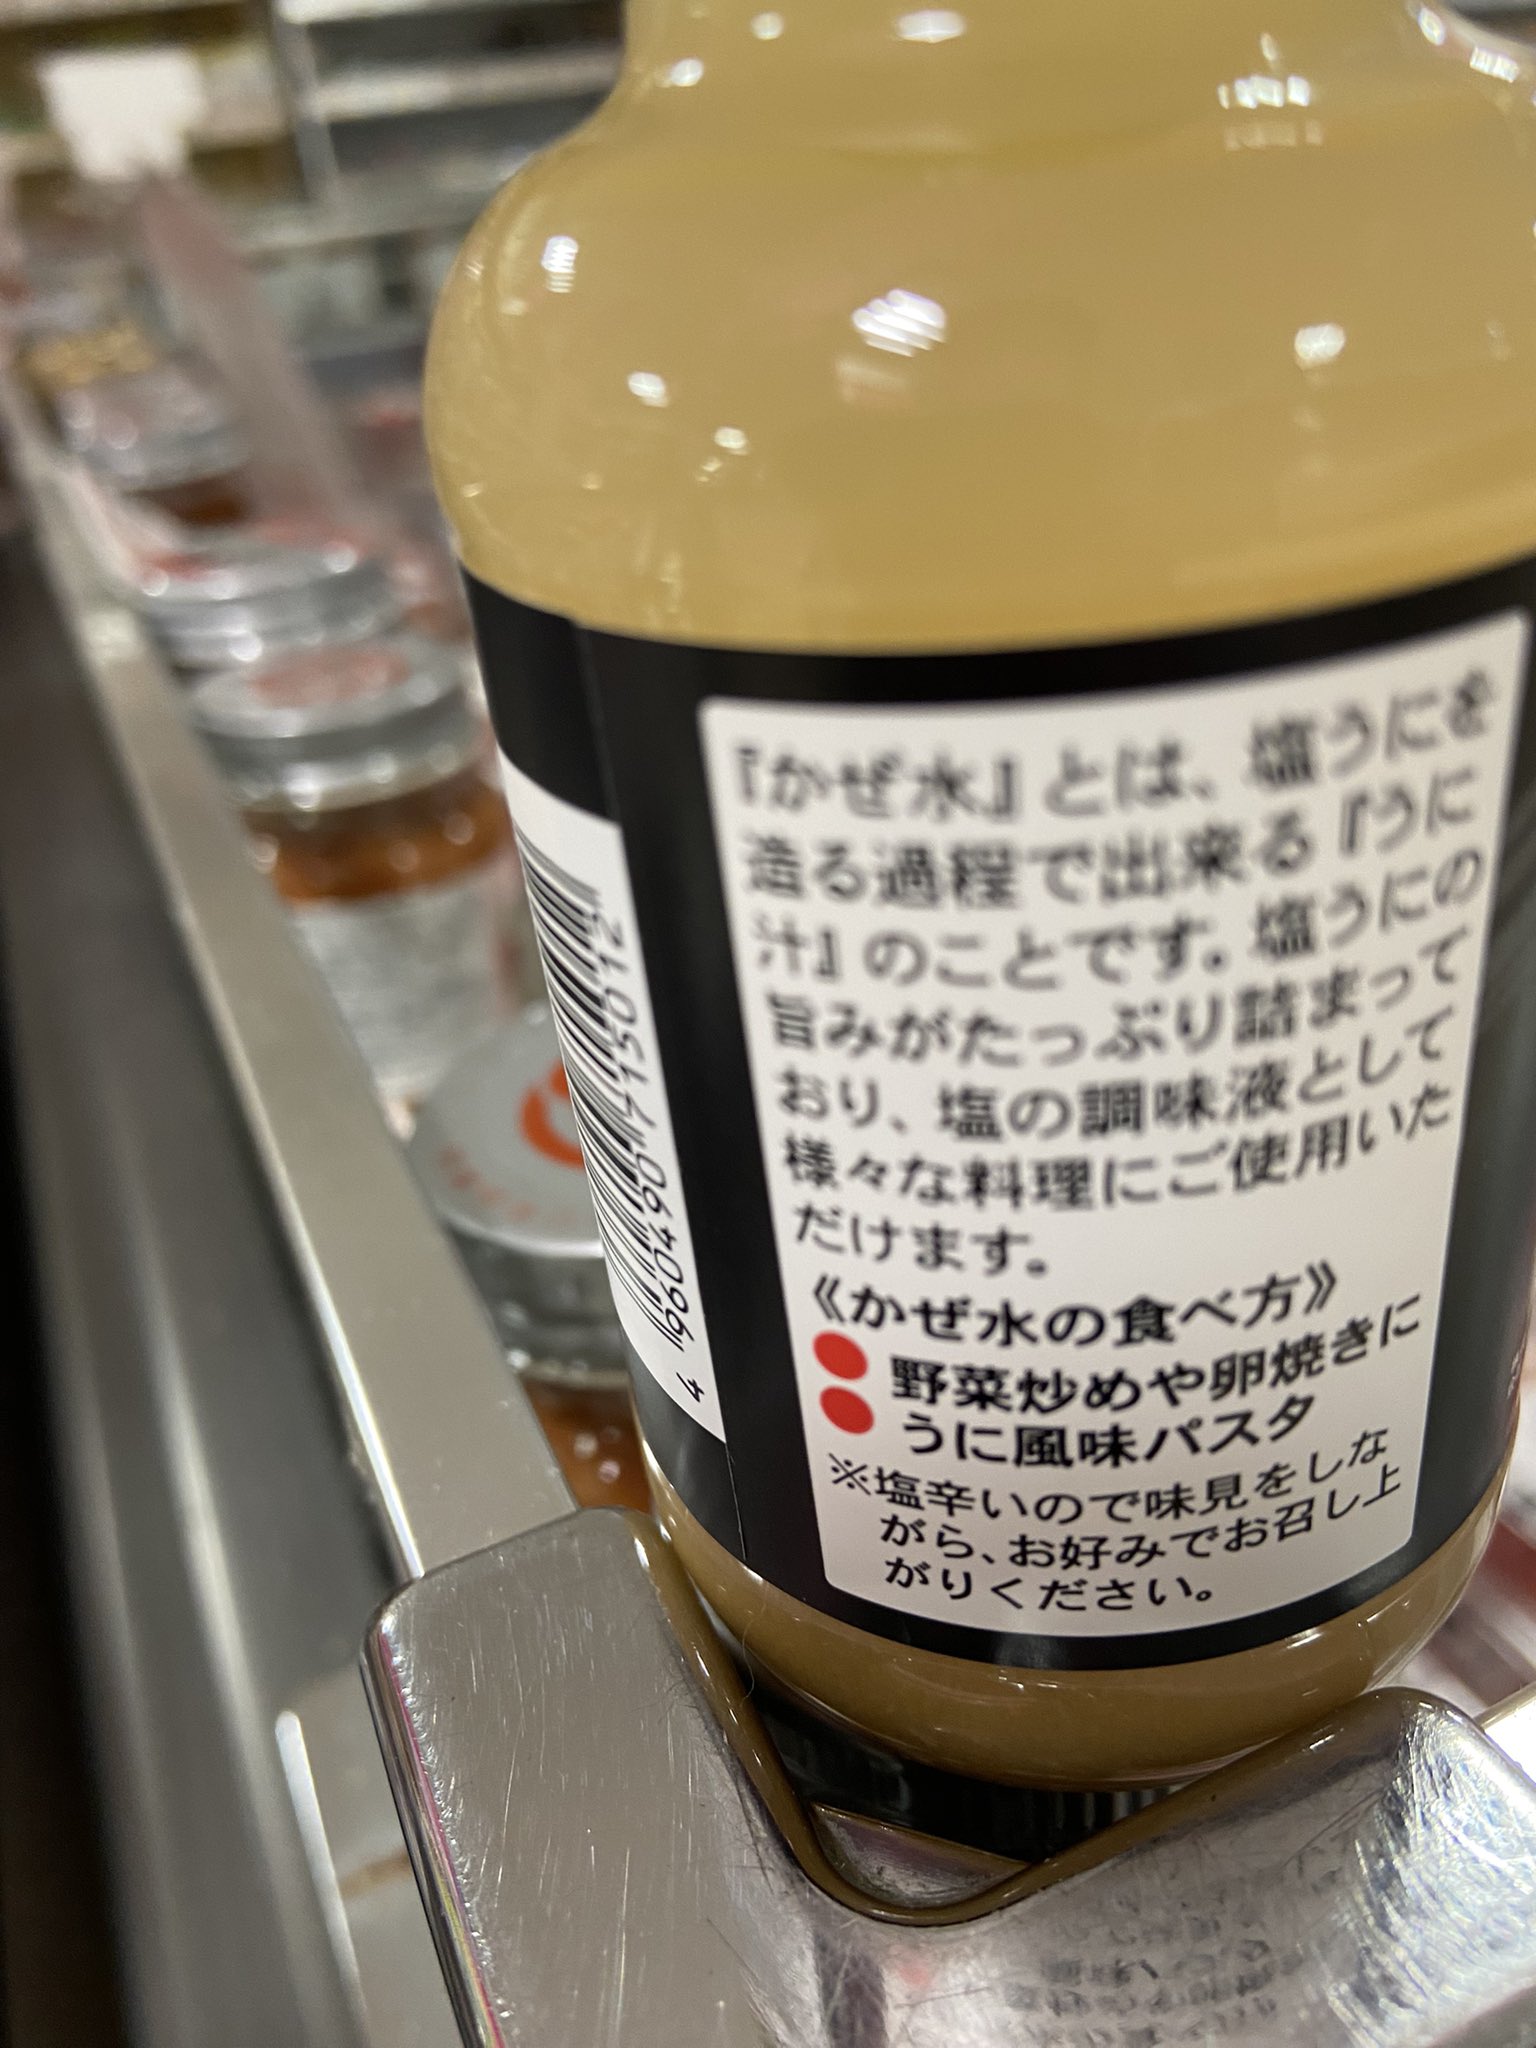 『かぜ水』とは、塩うにを
造る過程で出来る『うに
汁』のことです。塩うにの
旨みがたっぷり詰まって
おり、塩の調味液として
様々な料理にご使用いた
だけます。
《かぜ水の食べ方》
●野菜炒めや卵焼きに
●うに風味パスタ
※塩辛いので味見をしな
がら、お好みでお召し上
がりください。